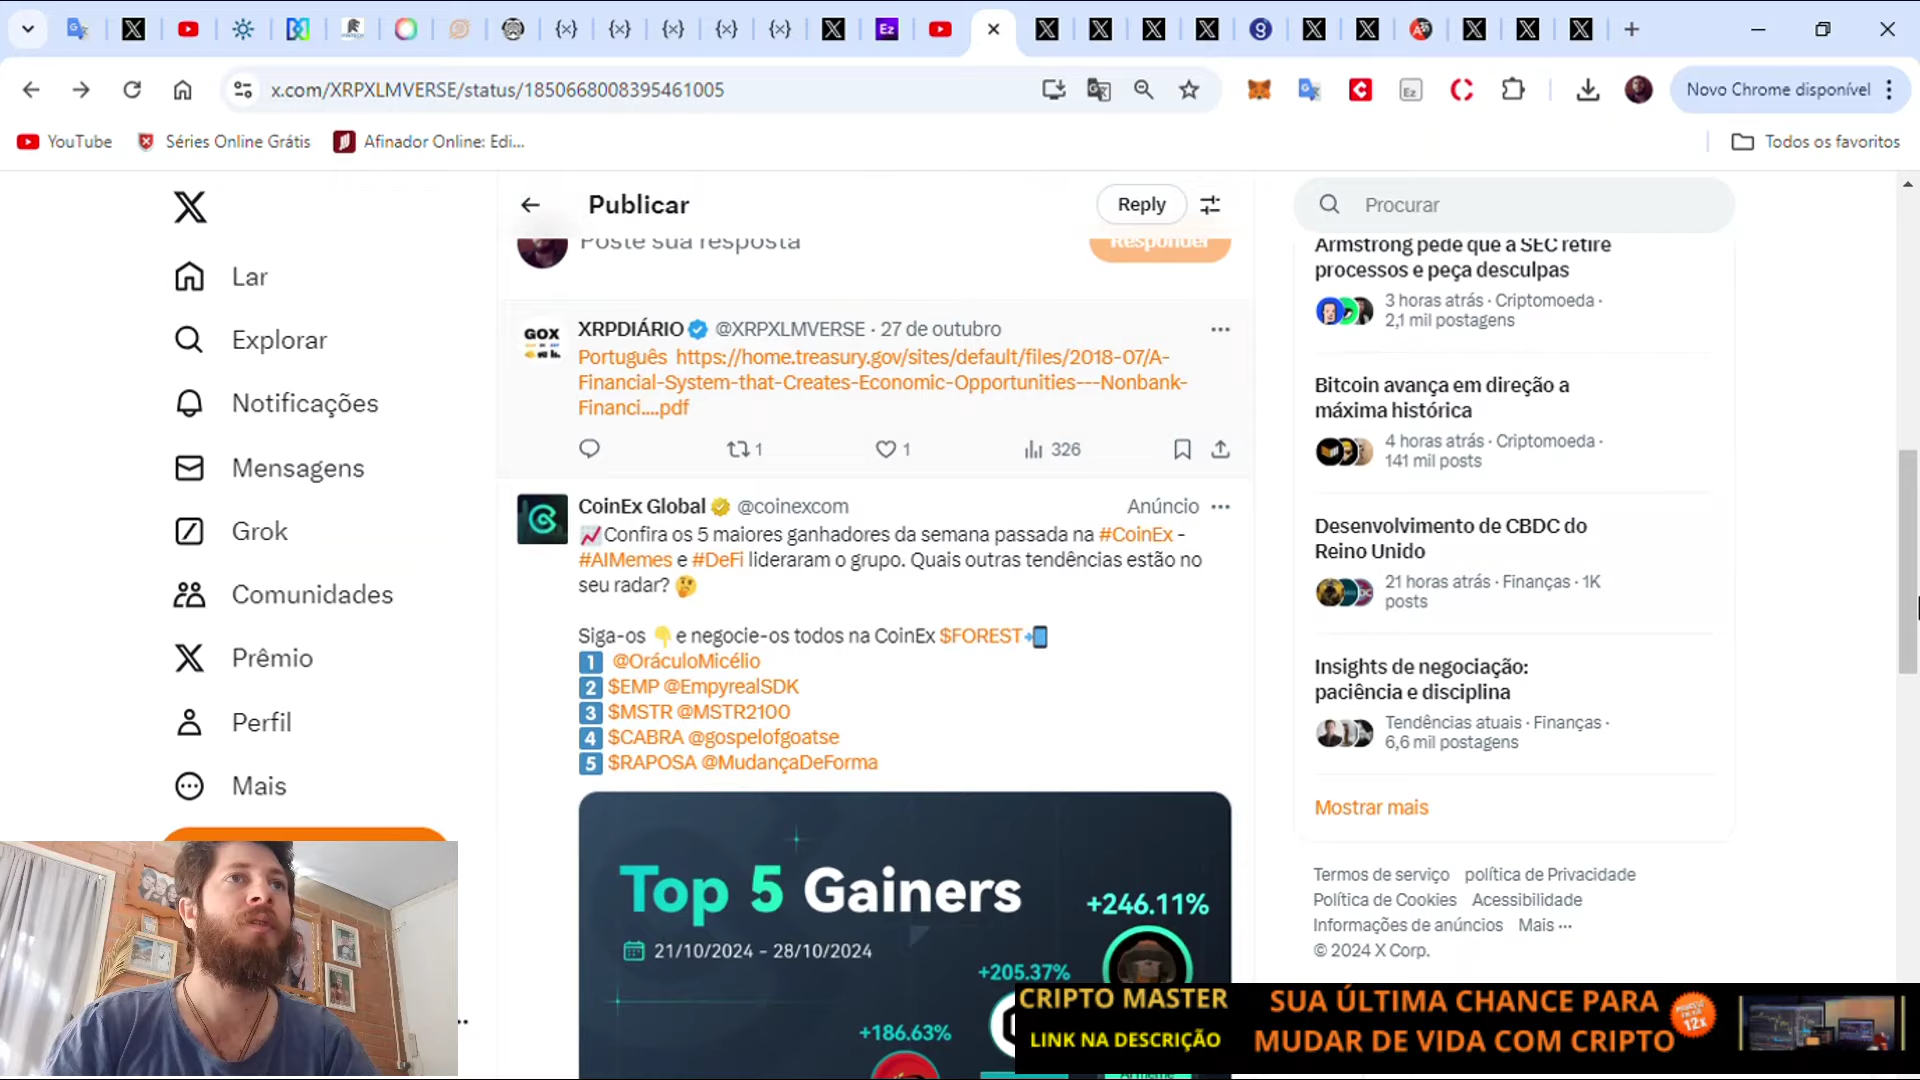 x.com/XRPXLMVERSE/status/1850668008395461005
Novo Chrome disponível
YouTube
Séries Online Grátis
Afinador Online: Edi...
Todos os favoritos
Lar
Explorar
Notificações
Mensagens
Grok
Comunidades
Prêmio
Perfil
Mais
Publicar
Reply
Poste sua resposta
Responder
GOX
XRPDIÁRIO @XRPXLMVERSE · 27 de outubro
Português https://home.treasury.gov/sites/default/files/2018-07/A-
Financial-System-that-Creates-Economic-Opportunities---Nonbank-
Financi....pdf
1
1
326
CoinEx Global @coinexcom
Anúncio
📈Confira os 5 maiores ganhadores da semana passada na #CoinEx -
#AIMemes e #DeFi lideraram o grupo. Quais outras tendências estão no
seu radar? 🤔
Siga-os 👇 e negocie-os todos na CoinEx $FOREST📲
1 @OráculoMicélio
2 $EMP @EmpyrealSDK
3 $MSTR @MSTR2100
4 $CABRA @gospelofgoatse
5 $RAPOSA @MudançaDeForma
Top 5 Gainers
21/10/2024 - 28/10/2024
+246.11%
+205.37%
+186.63%
Procurar
Armstrong pede que a SEC retire
processos e peça desculpas
3 horas atrás · Criptomoeda ·
2,1 mil postagens
Bitcoin avança em direção a
máxima histórica
4 horas atrás · Criptomoeda ·
141 mil posts
Desenvolvimento de CBDC do
Reino Unido
21 horas atrás · Finanças · 1K
posts
Insights de negociação:
paciência e disciplina
Tendências atuais · Finanças ·
6,6 mil postagens
Mostrar mais
Termos de serviço política de Privacidade
Política de Cookies Acessibilidade
Informações de anúncios Mais ···
© 2024 X Corp.
CRIPTO MASTER
LINK NA DESCRIÇÃO
SUA ÚLTIMA CHANCE PARA
MUDAR DE VIDA COM CRIPTO
12x